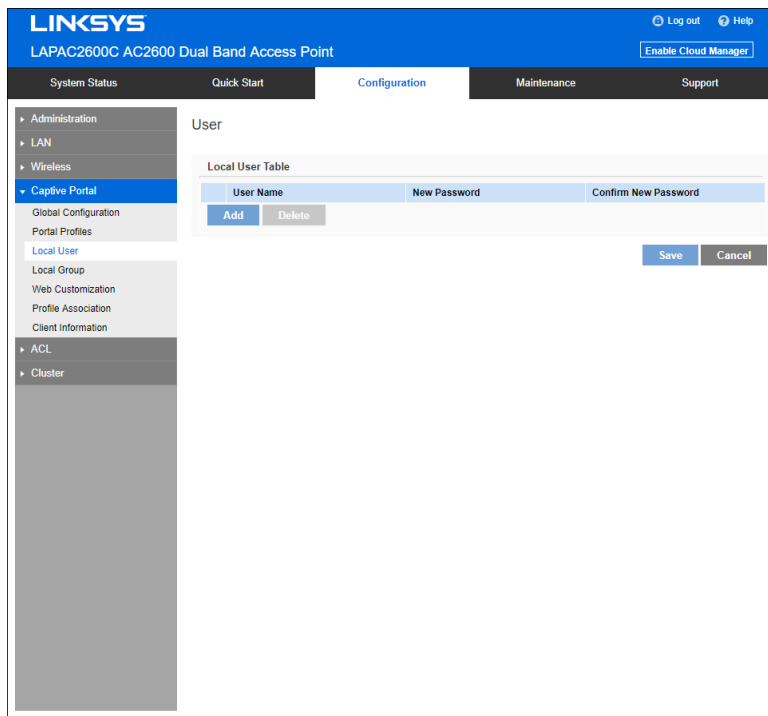 LINKSYS
Log out Help
LAPAC2600C AC2600 Dual Band Access Point
Enable Cloud Manager
System Status Quick Start Configuration Maintenance Support
Administration
LAN
Wireless
Captive Portal
Global Configuration
Portal Profiles
Local User
Local Group
Web Customization
Profile Association
Client Information
ACL
Cluster
User
Local User Table
User Name New Password Confirm New Password
Add Delete
Save Cancel